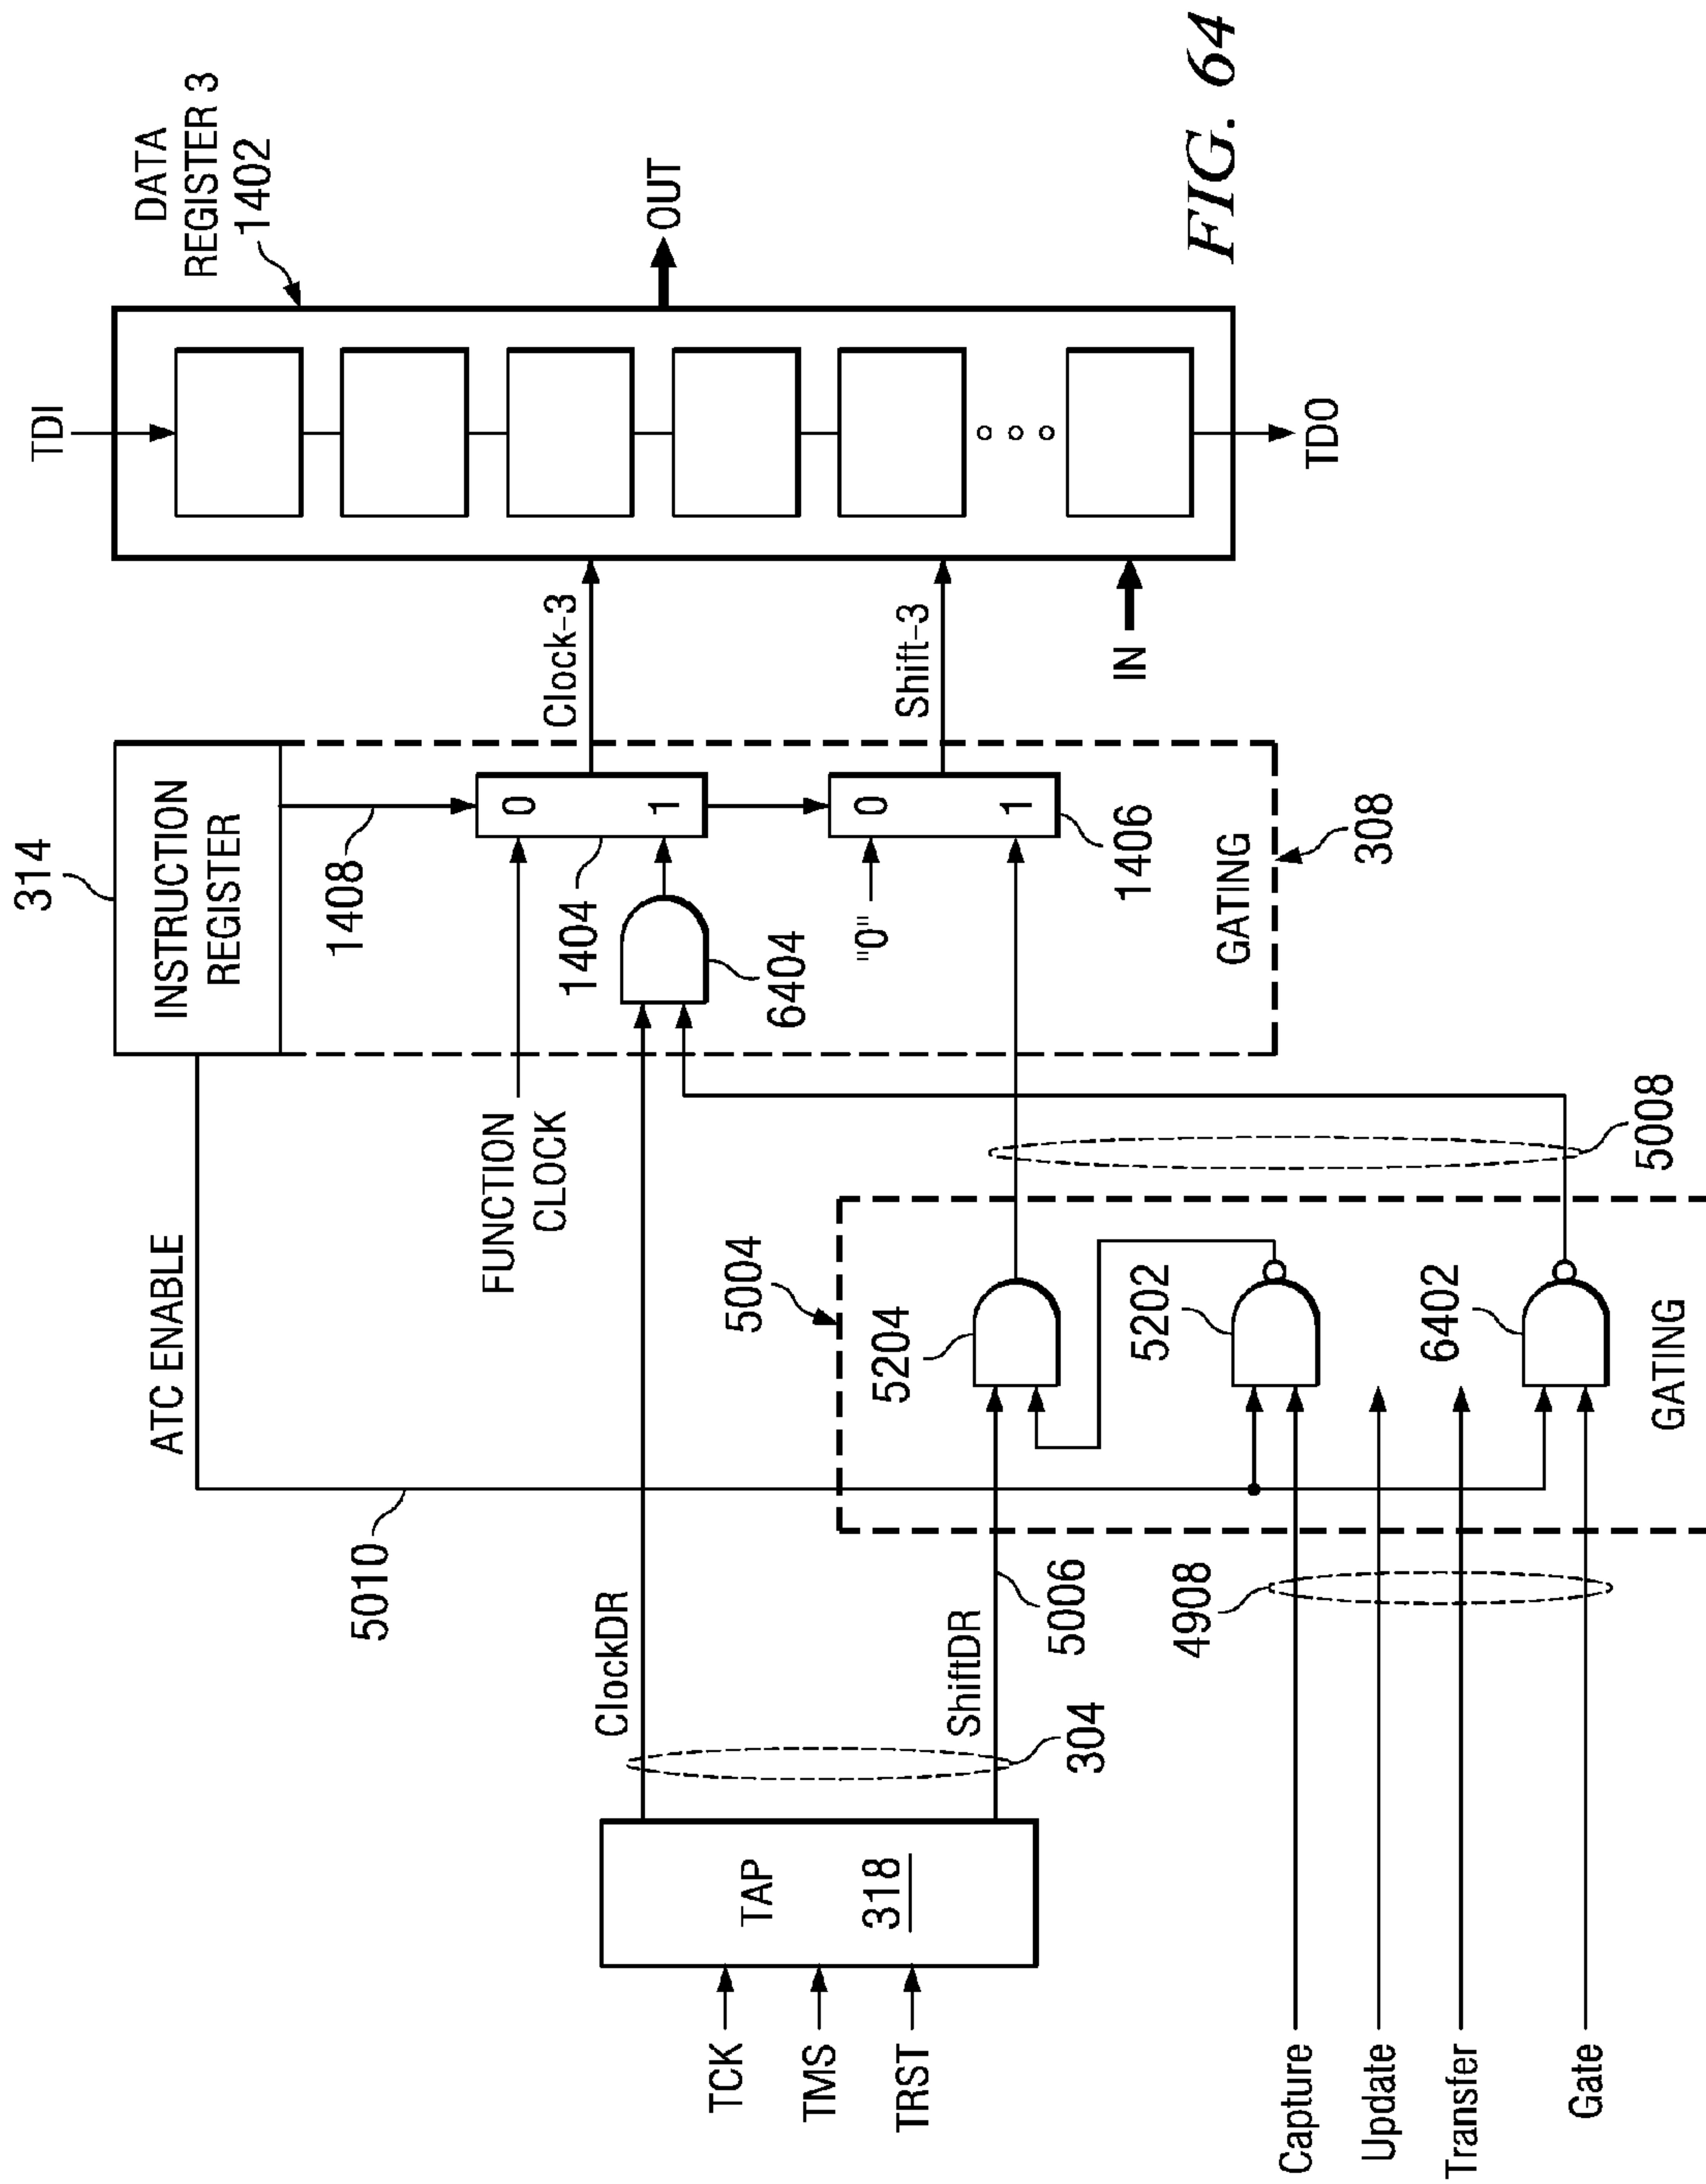 314
INSTRUCTION
REGISTER
DATA
REGISTER 3
1402
TDI
ATC ENABLE
1408
5010
FUNCTION
CLOCK
0
1
1404
Clock-3
OUT
ClockDR
6404
5004
"0"
0
1
1406
Shift-3
5204
TAP
318
TCK
TMS
TRST
ShiftDR
304
5006
IN
5202
4908
GATING
308
TDO
FIG. 64
Capture
Update
Transfer
Gate
6402
5008
GATING